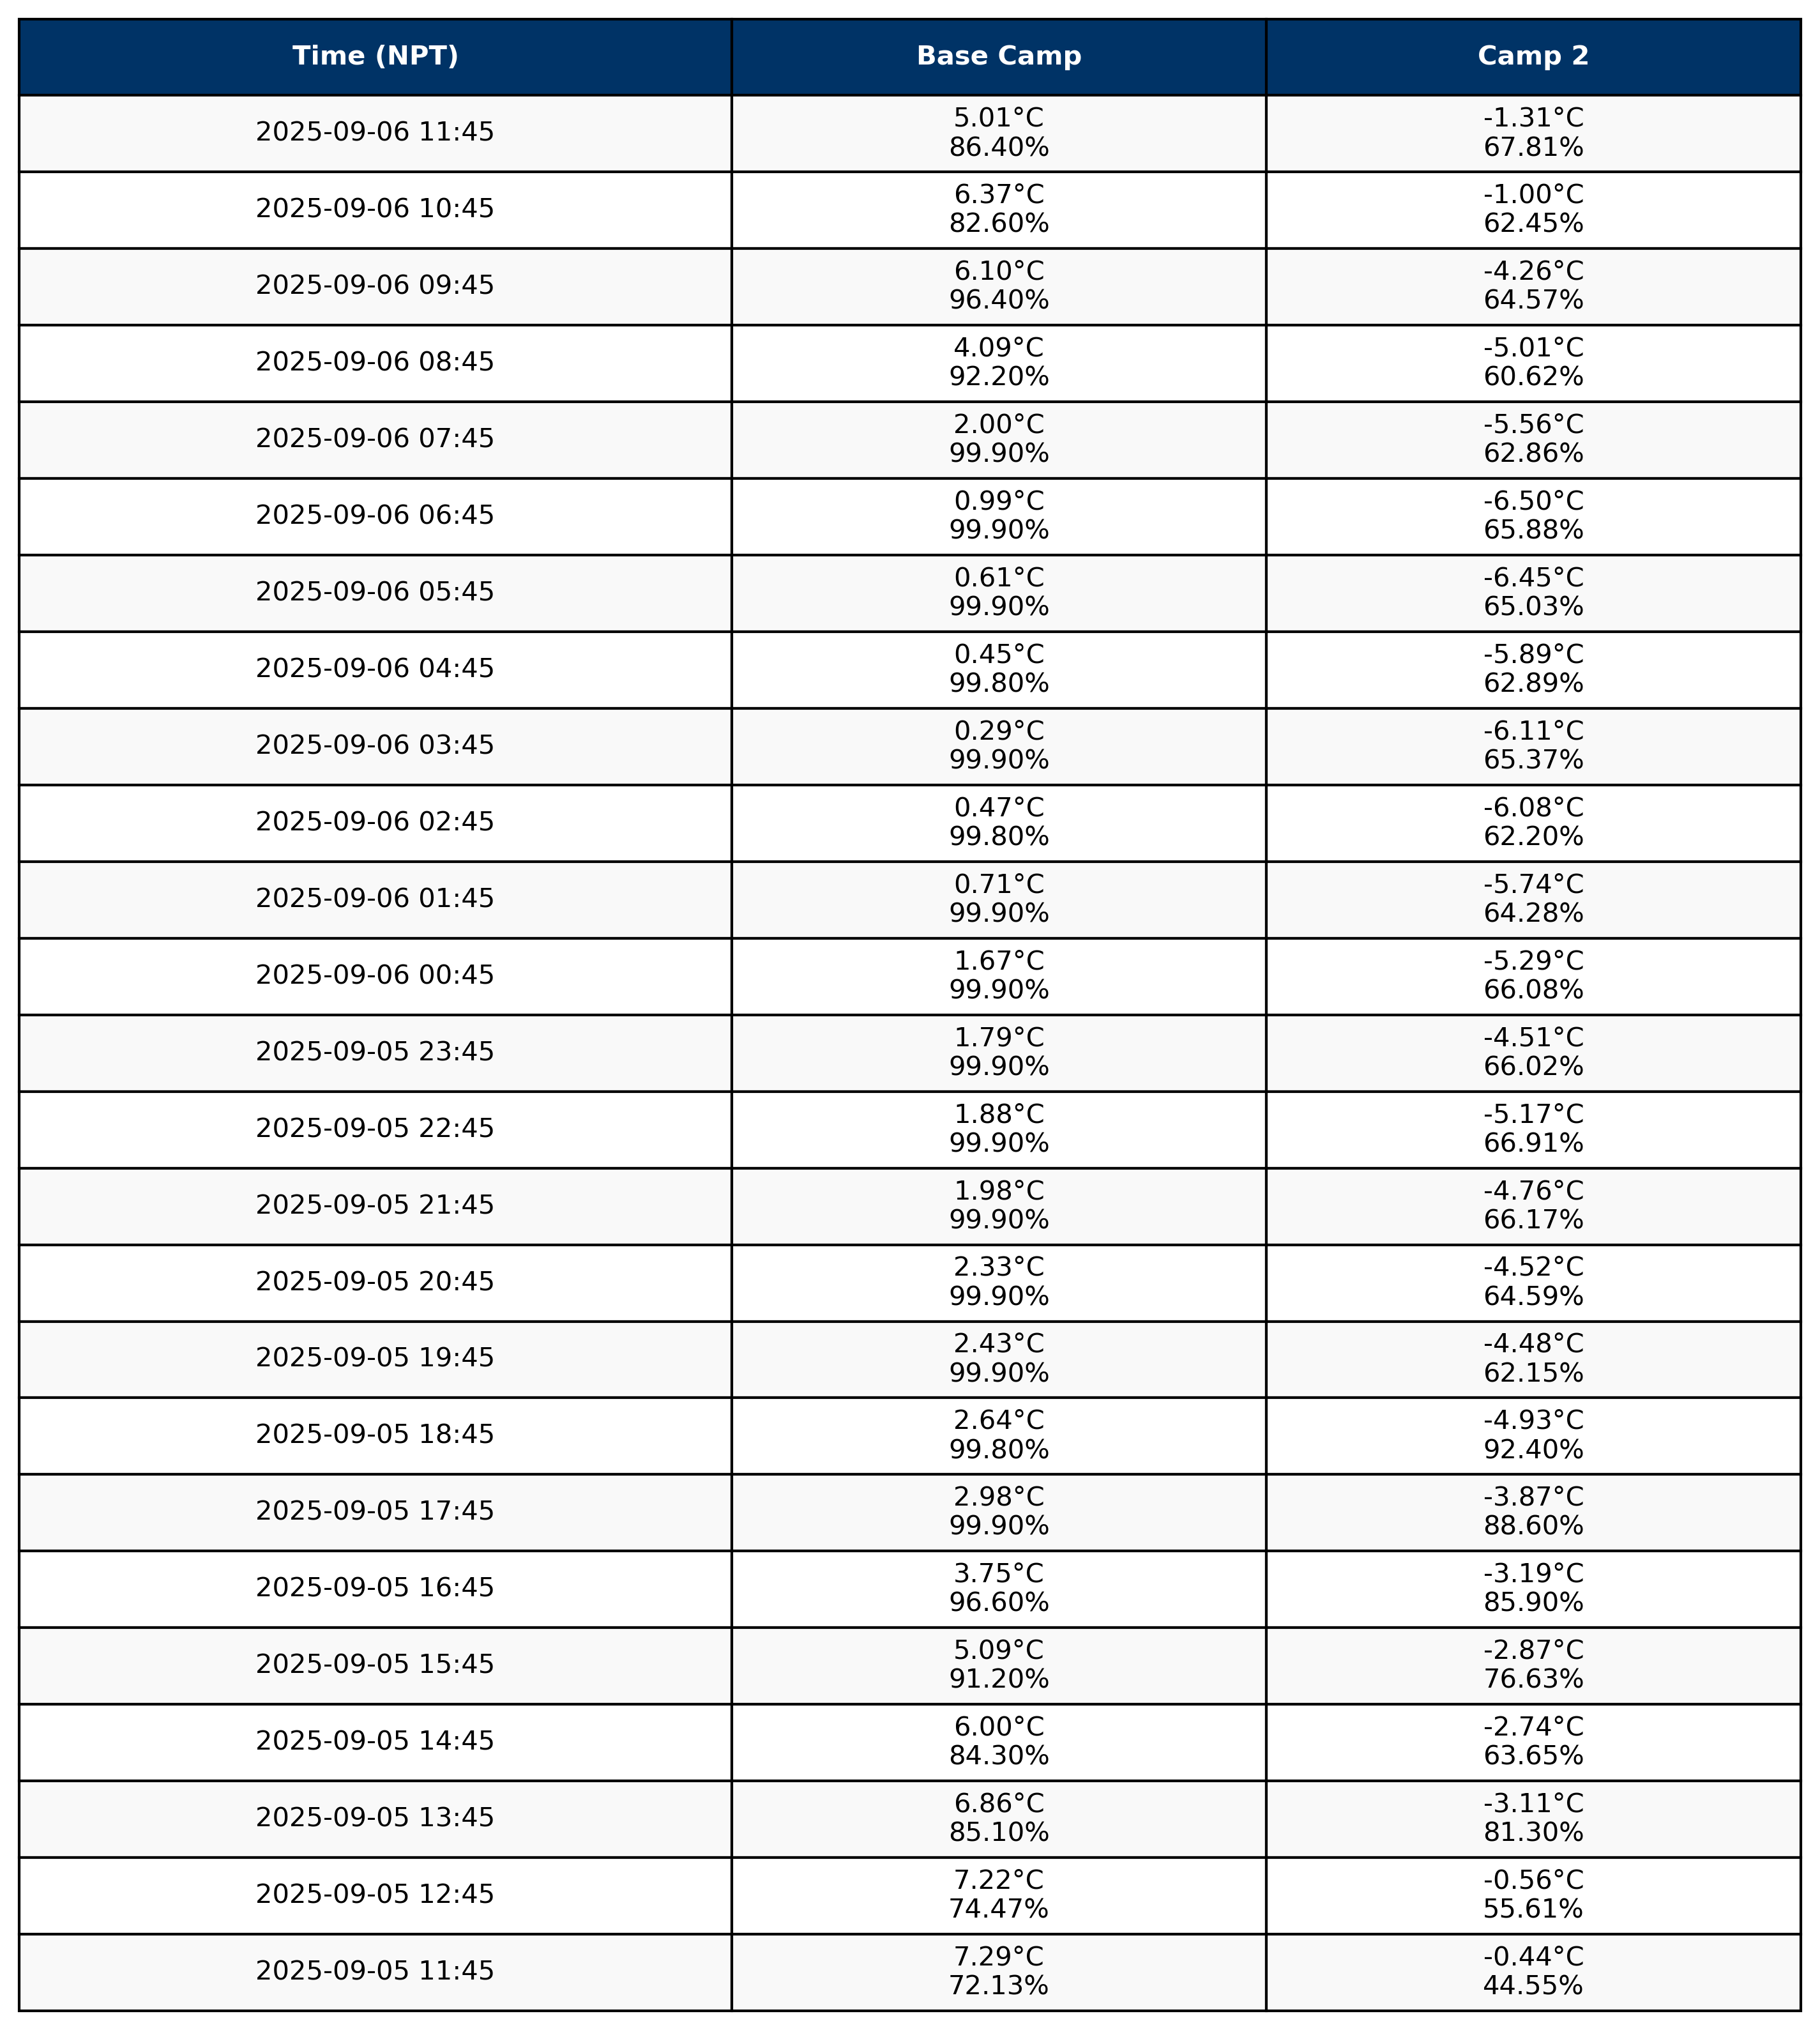 Time (NPT) Base Camp Camp 2
2025-09-06 11:45 5.01°C -1.31°C
86.40% 67.81%
2025-09-06 10:45 6.37°C -1.00°C
82.60% 62.45%
2025-09-06 09:45 6.10°C -4.26°C
96.40% 64.57%
2025-09-06 08:45 4.09°C -5.01°C
92.20% 60.62%
2025-09-06 07:45 2.00°C -5.56°C
99.90% 62.86%
2025-09-06 06:45 0.99°C -6.50°C
99.90% 65.88%
2025-09-06 05:45 0.61°C -6.45°C
99.90% 65.03%
2025-09-06 04:45 0.45°C -5.89°C
99.80% 62.89%
2025-09-06 03:45 0.29°C -6.11°C
99.90% 65.37%
2025-09-06 02:45 0.47°C -6.08°C
99.80% 62.20%
2025-09-06 01:45 0.71°C -5.74°C
99.90% 64.28%
2025-09-06 00:45 1.67°C -5.29°C
99.90% 66.08%
2025-09-05 23:45 1.79°C -4.51°C
99.90% 66.02%
2025-09-05 22:45 1.88°C -5.17°C
99.90% 66.91%
2025-09-05 21:45 1.98°C -4.76°C
99.90% 66.17%
2025-09-05 20:45 2.33°C -4.52°C
99.90% 64.59%
2025-09-05 19:45 2.43°C -4.48°C
99.90% 62.15%
2025-09-05 18:45 2.64°C -4.93°C
99.80% 92.40%
2025-09-05 17:45 2.98°C -3.87°C
99.90% 88.60%
2025-09-05 16:45 3.75°C -3.19°C
96.60% 85.90%
2025-09-05 15:45 5.09°C -2.87°C
91.20% 76.63%
2025-09-05 14:45 6.00°C -2.74°C
84.30% 63.65%
2025-09-05 13:45 6.86°C -3.11°C
85.10% 81.30%
2025-09-05 12:45 7.22°C -0.56°C
74.47% 55.61%
2025-09-05 11:45 7.29°C -0.44°C
72.13% 44.55%